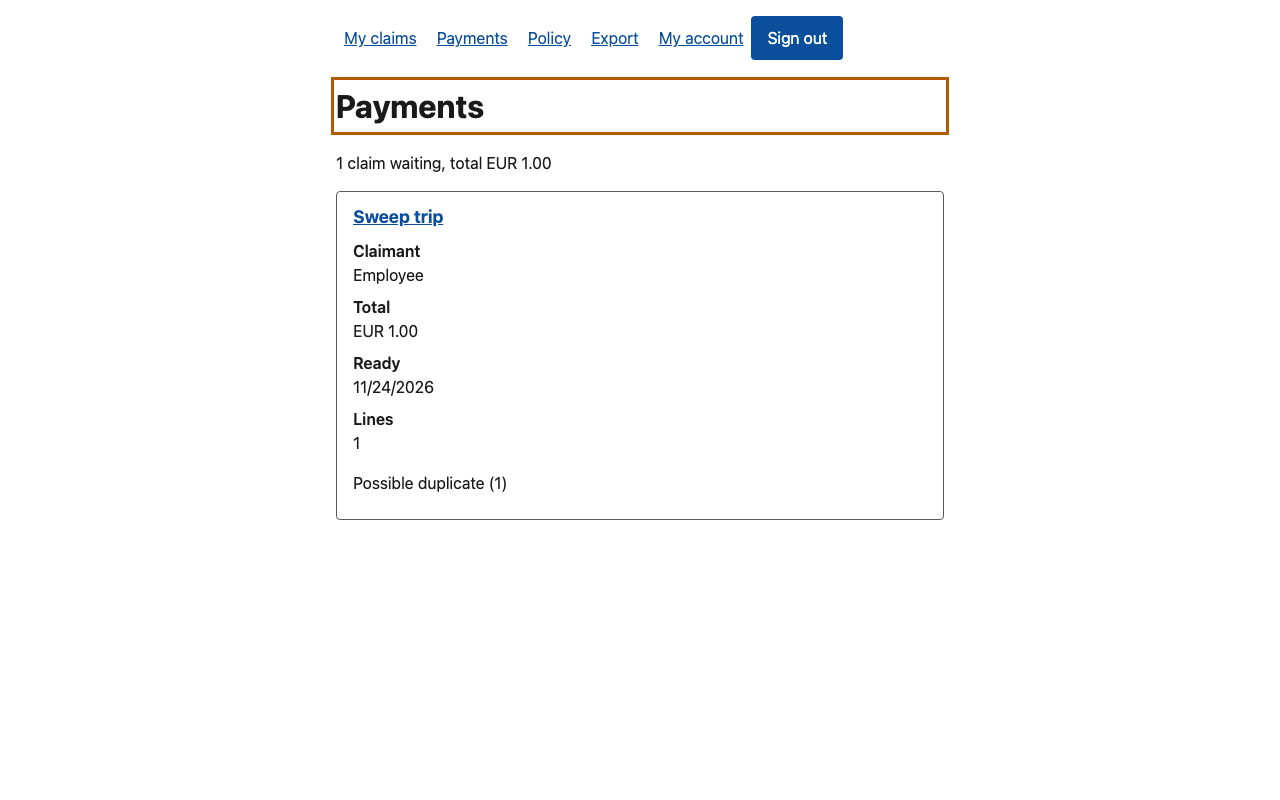 My claims Payments Policy Export My account Sign out
Payments
1 claim waiting, total EUR 1.00
Sweep trip
Claimant
Employee
Total
EUR 1.00
Ready
11/24/2026
Lines
1
Possible duplicate (1)